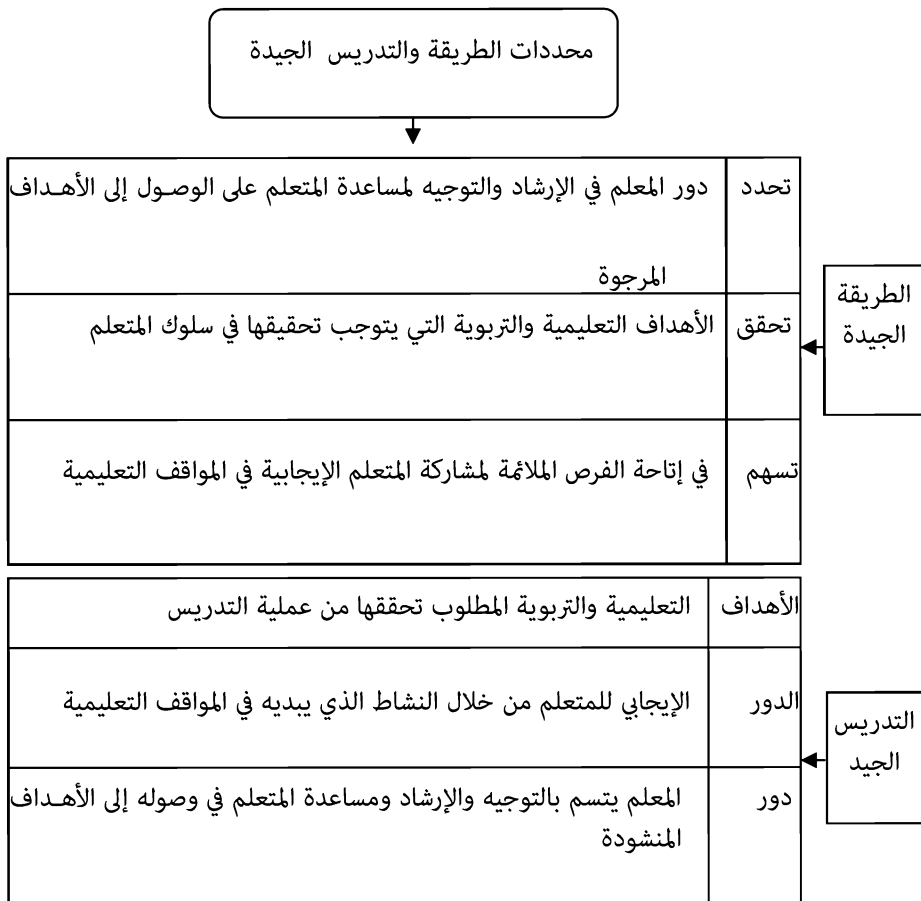 محددات الطريقة والتدريس الجيدة
الطريقة
الجيدة
تحدد دور المعلم في الإرشاد والتوجيه لمساعدة المتعلم على الوصول إلى الأهداف
المرجوة
تحقق الأهداف التعليمية والتربوية التي يتوجب تحقيقها في سلوك المتعلم
تسهم في إتاحة الفرص الملائمة لمشاركة المتعلم الإيجابية في المواقف التعليمية
التدريس
الجيد
الأهداف التعليمية والتربوية المطلوب تحققها من عملية التدريس
الدور الإيجابي للمتعلم من خلال النشاط الذي يبديه في المواقف التعليمية
دور المعلم يتسم بالتوجيه والإرشاد ومساعدة المتعلم في وصوله إلى الأهداف
المنشودة